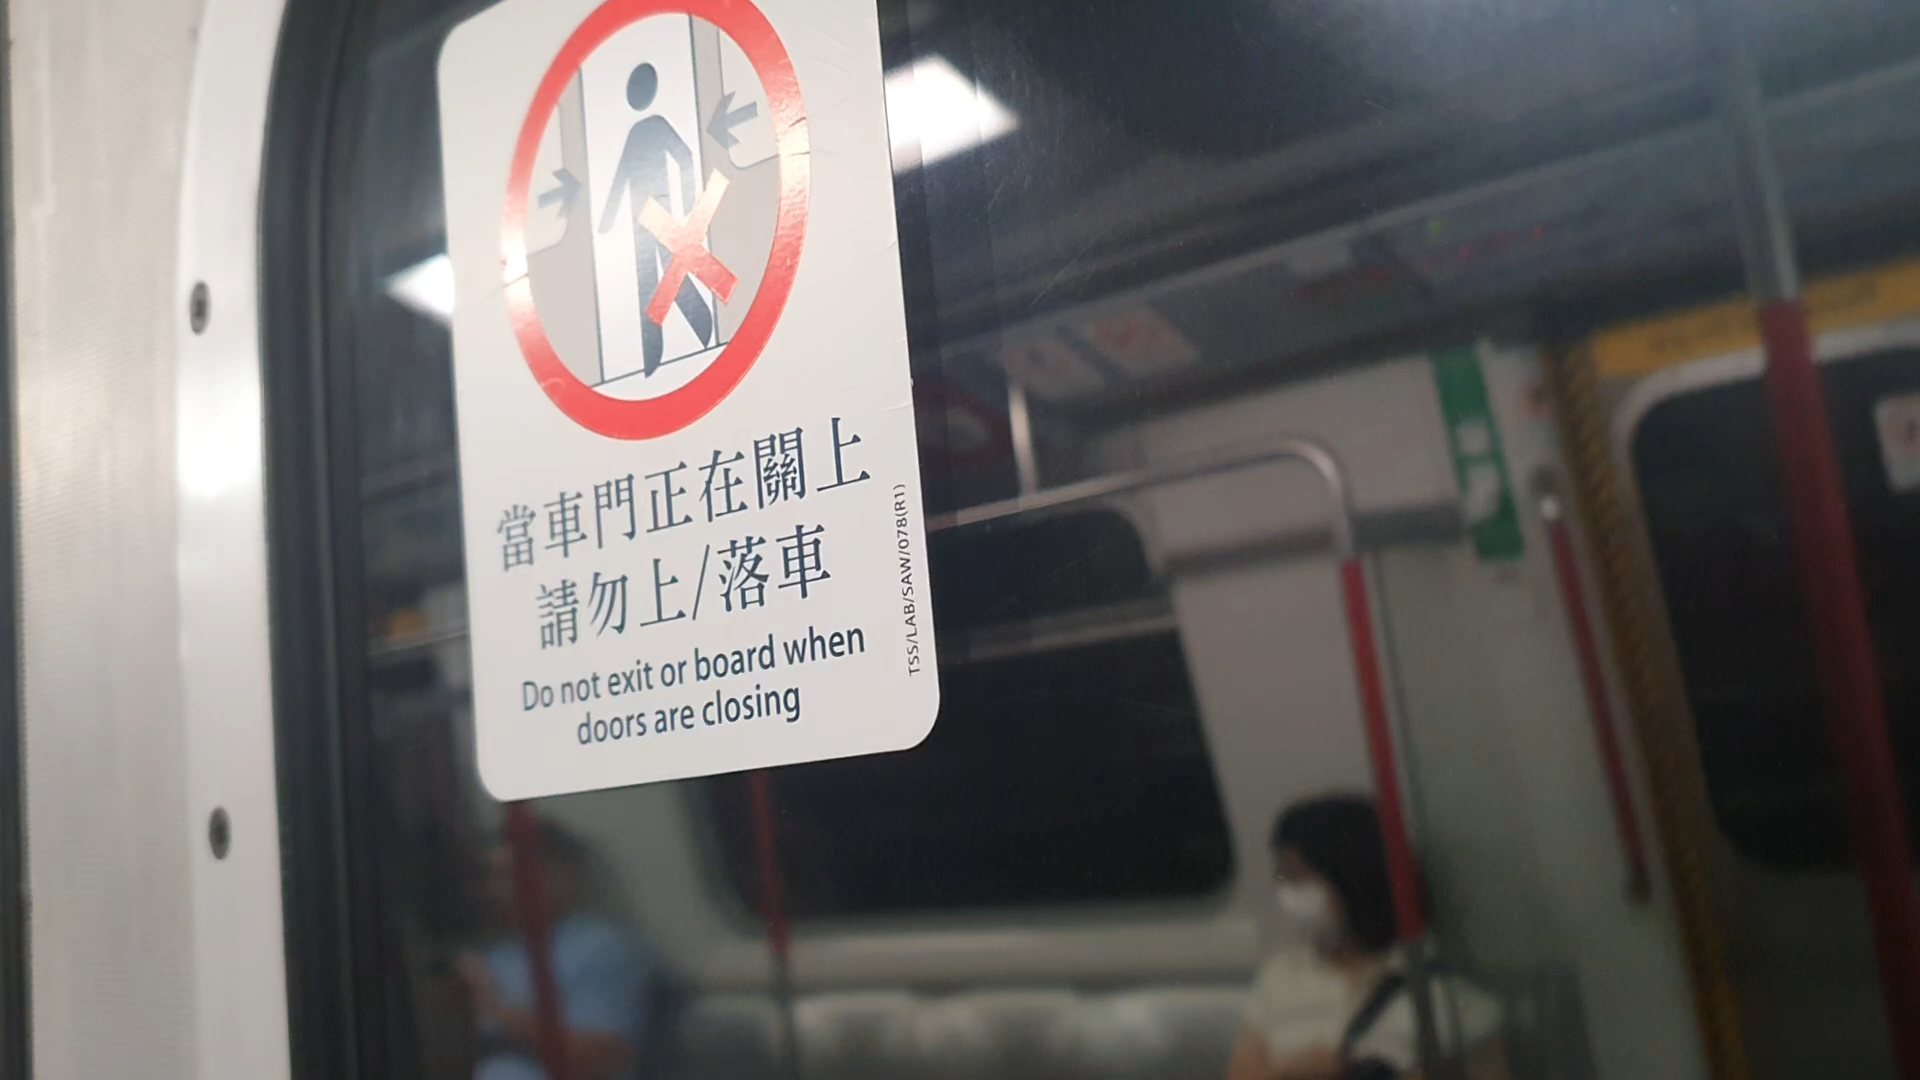 當車門正在關上
請勿上/落車
Do not exit or board when
doors are closing
TSS/LAB/SAW/078(R1)